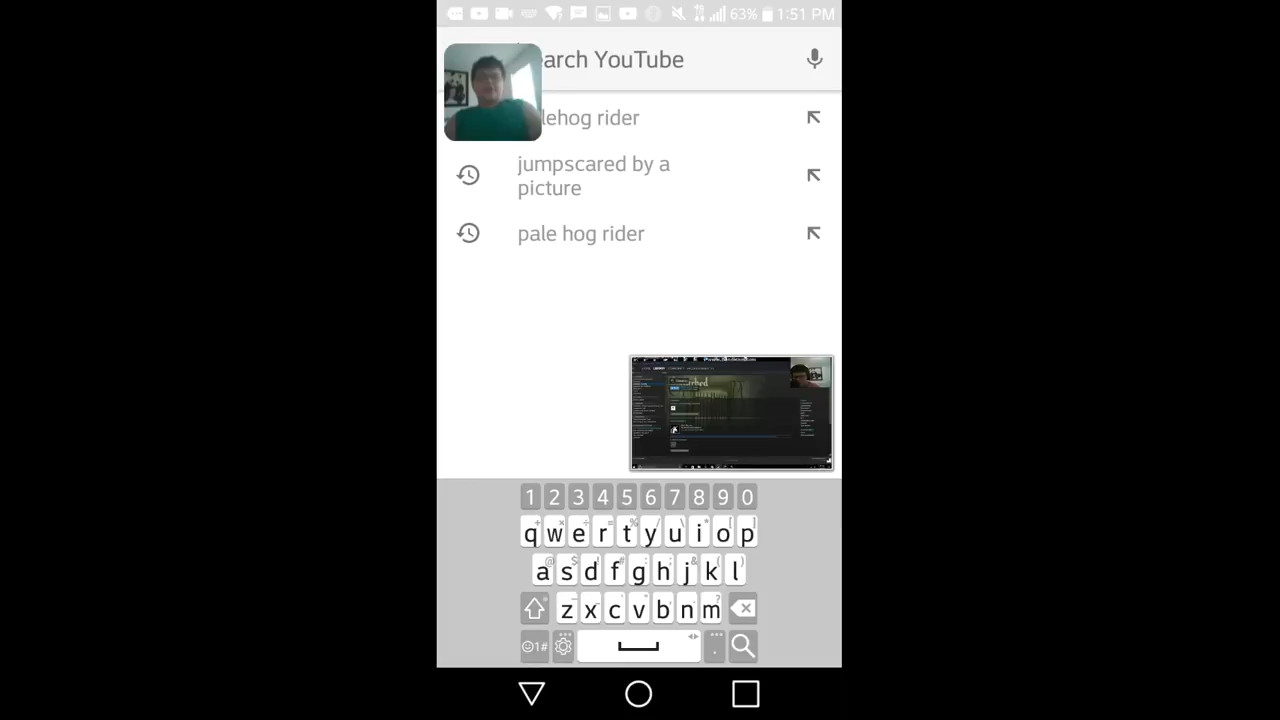 63% 1:51 PM
arch YouTube
lehog rider
jumpscared by a
picture
pale hog rider
1 2 3 4 5 6 7 8 9 0
q w e r t y u i o p
a s d f g h j k l
z x c v b n m
1# .